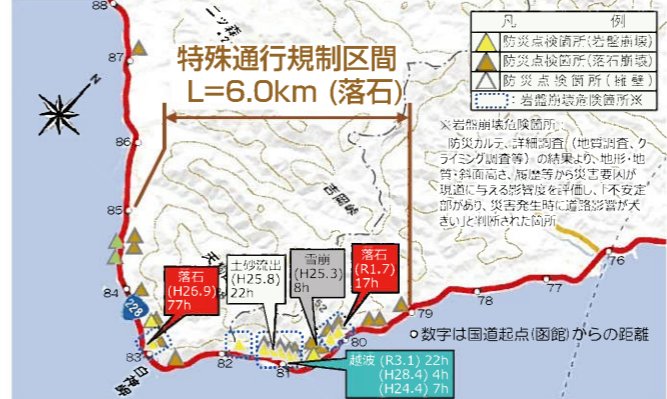 88
二ツ森
87
特殊通行規制区間
L=6.0km (落石)
N
86
吉岡峠
85
84
228
83
白神岬
82
81
80
79
78
77
76
落石
(H26.9)
77h
土砂流出
(H25.8)
22h
雪崩
(H25.3)
8h
落石
(R1.7)
17h
越波 (R3.1) 22h
(H28.4) 4h
(H24.4) 7h
数字は国道起点(函館)からの距離
凡 例
防災点検箇所(岩盤崩壊)
防災点検箇所(落石崩壊)
防災点検箇所(擁壁)
:岩盤崩壊危険箇所※
※岩盤崩壊危険箇所:
防災カルテ、詳細調査(地質調査、ク
ライミング調査等)の結果より、地形・地
質・斜面高さ、履歴等から災害要因が
現道に与える影響度を評価し、「不安定
部があり、災害発生時に道路影響が大
きい」と判断された箇所